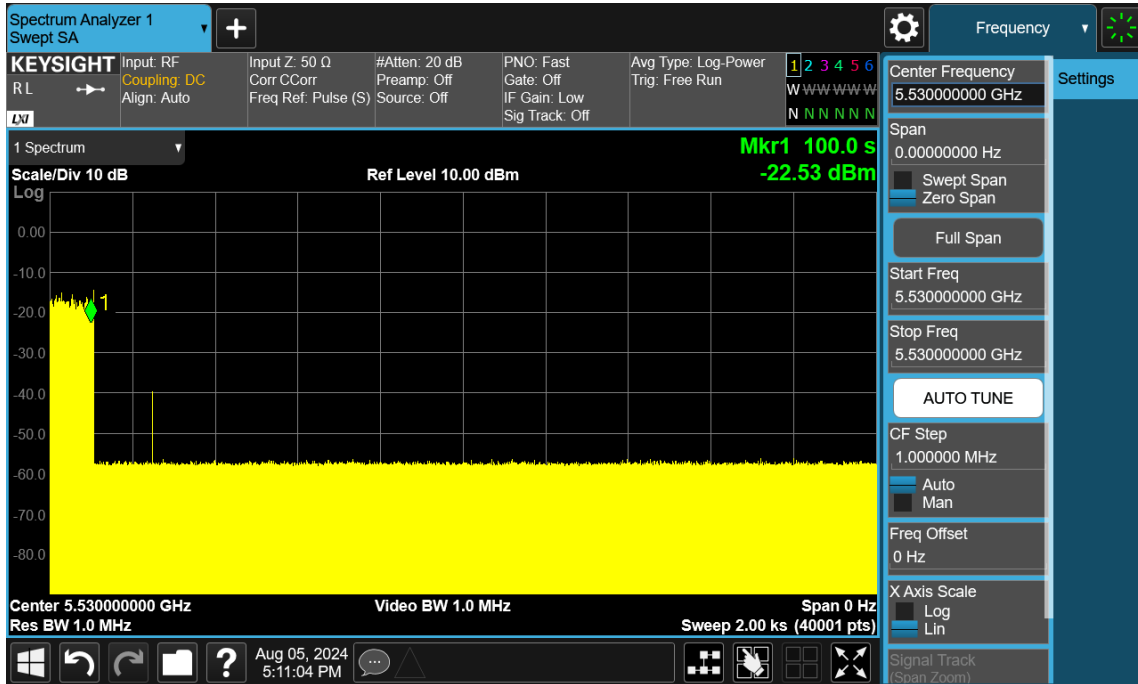 Spectrum Analyzer 1
Swept SA
Frequency
KEYSIGHT
RL
LXI
Input: RF
Coupling: DC
Align: Auto
Input Z: 50 Ω
Corr CCorr
Freq Ref: Pulse (S)
#Atten: 20 dB
Preamp: Off
Source: Off
PNO: Fast
Gate: Off
IF Gain: Low
Sig Track: Off
Avg Type: Log-Power
Trig: Free Run
1 2 3 4 5 6
W W W W W W
N N N N N N
1 Spectrum
Mkr1 100.0 s
-22.53 dBm
Scale/Div 10 dB
Ref Level 10.00 dBm
Log
0.00
-10.0
-20.0
-30.0
-40.0
-50.0
-60.0
-70.0
-80.0
1
Center 5.530000000 GHz
Video BW 1.0 MHz
Span 0 Hz
Res BW 1.0 MHz
Sweep 2.00 ks (40001 pts)
Aug 05, 2024
5:11:04 PM
Center Frequency
5.530000000 GHz
Span
0.00000000 Hz
Swept Span
Zero Span
Full Span
Start Freq
5.530000000 GHz
Stop Freq
5.530000000 GHz
AUTO TUNE
CF Step
1.000000 MHz
Auto
Man
Freq Offset
0 Hz
X Axis Scale
Log
Lin
Signal Track
(Span Zoom)
Settings